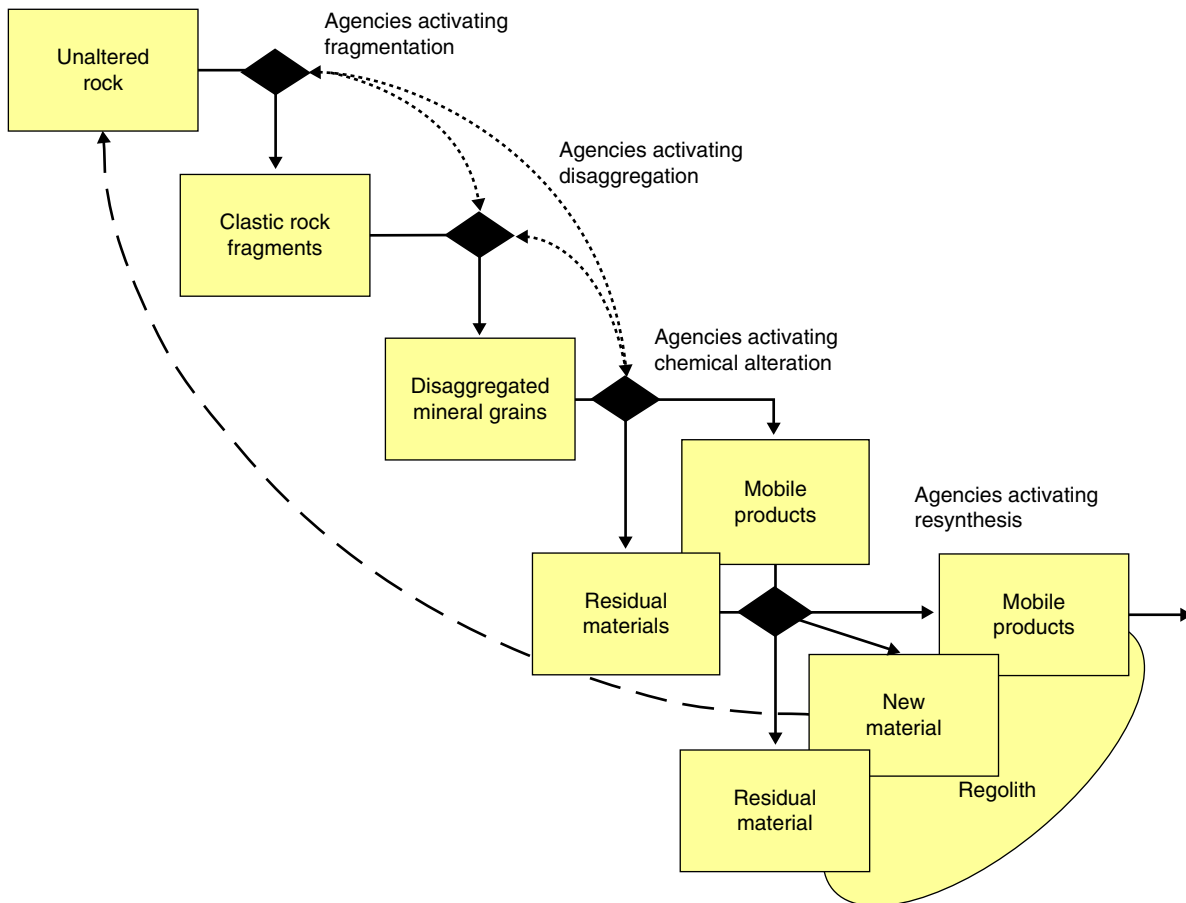 Agencies activating
fragmentation
Unaltered
rock
Agencies activating
disaggregation
Clastic rock
fragments
Agencies activating
chemical alteration
Disaggregated
mineral grains
Mobile
products
Agencies activating
resynthesis
Residual
materials
Mobile
products
New
material
Regolith
Residual
material